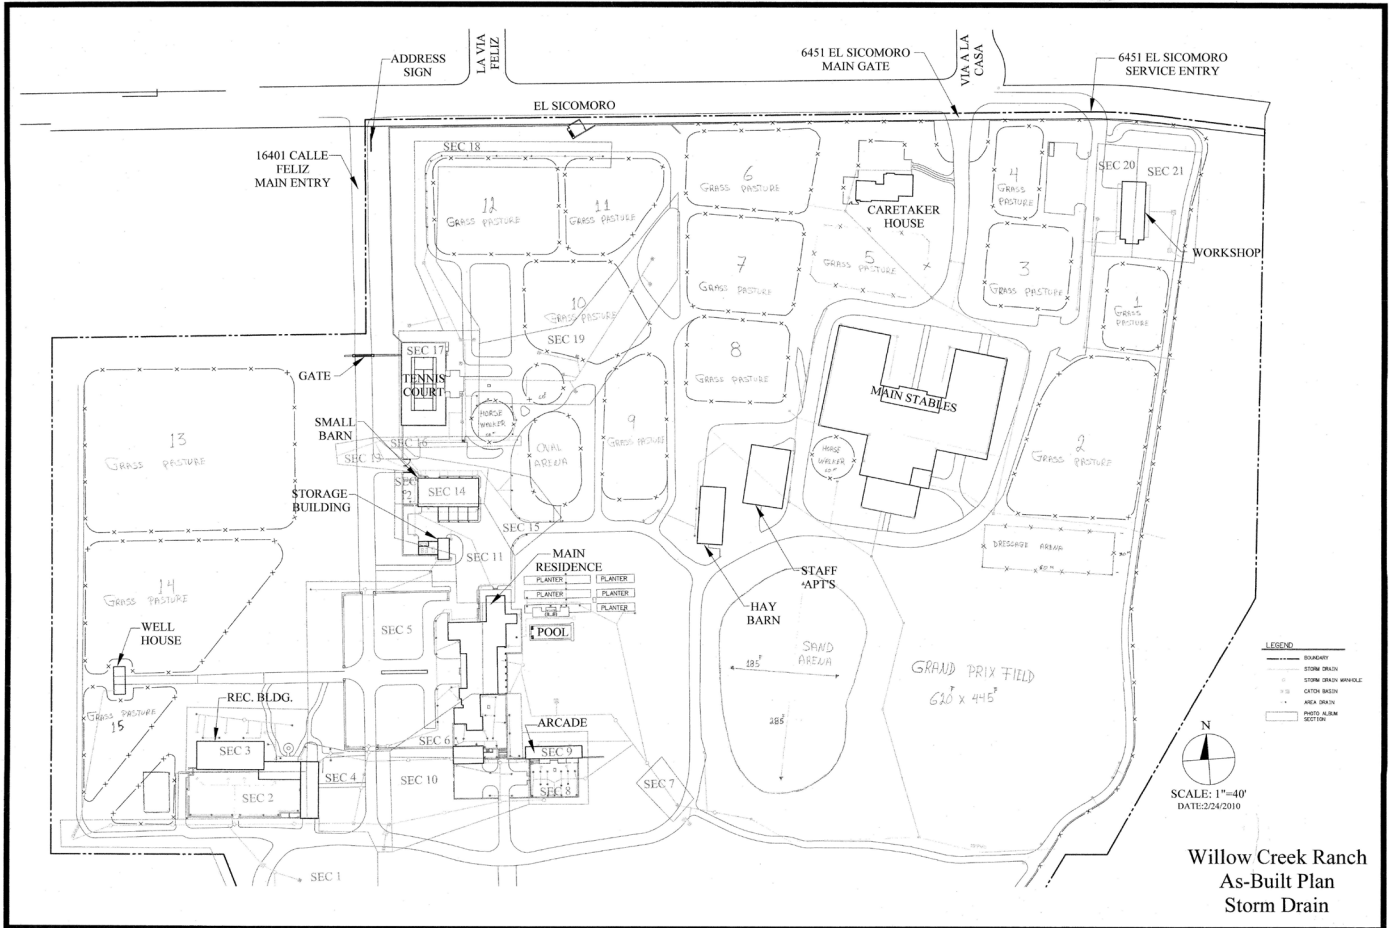 LA VIA
FELIZ
ADDRESS
SIGN
6451 EL SICOMORO
MAIN GATE
VIA A LA
CASA
6451 EL SICOMORO
SERVICE ENTRY
EL SICOMORO
16401 CALLE
FELIZ
MAIN ENTRY
SEC 18
12
GRASS PASTURE
11
GRASS PASTURE
6
GRASS PASTURE
CARETAKER
HOUSE
4
GRASS
PASTURE
SEC 20
SEC 21
WORKSHOP
7
GRASS PASTURE
5
GRASS PASTURE
3
GRASS PASTURE
1
GRASS
PASTURE
10
GRASS PASTURE
SEC 19
SEC 17
TENNIS
COURT
GATE
8
GRASS PASTURE
MAIN STABLES
SMALL
BARN
HORSE
WALKER
60"
SEC 16
SEC 13
OVAL
ARENA
9
GRASS PASTURE
HORSE
WALKER
2
GRASS PASTURE
13
GRASS PASTURE
SEC
SEC 14
STORAGE
BUILDING
SEC 15
SEC 11
DRESSAGE ARENA
MAIN
RESIDENCE
STAFF
APT'S
HAY
BARN
PLANTER
PLANTER
PLANTER
PLANTER
PLANTER
POOL
14
GRASS PASTURE
WELL
HOUSE
SEC 5
SAND
ARENA
185'
285'
GRAND PRIX FIELD
620' X 445'
LEGEND
BOUNDARY
STORM DRAIN
STORM DRAIN MANHOLE
CATCH BASIN
AREA DRAIN
PHOTO ALBUM
SECTION
REC. BLDG.
GRASS PASTURE
15
SEC 3
SEC 6
ARCADE
SEC 9
SEC 4
SEC 10
SEC 8
SEC 7
SEC 2
SEC 1
N
SCALE: 1"=40'
DATE:2/24/2010
Willow Creek Ranch
As-Built Plan
Storm Drain